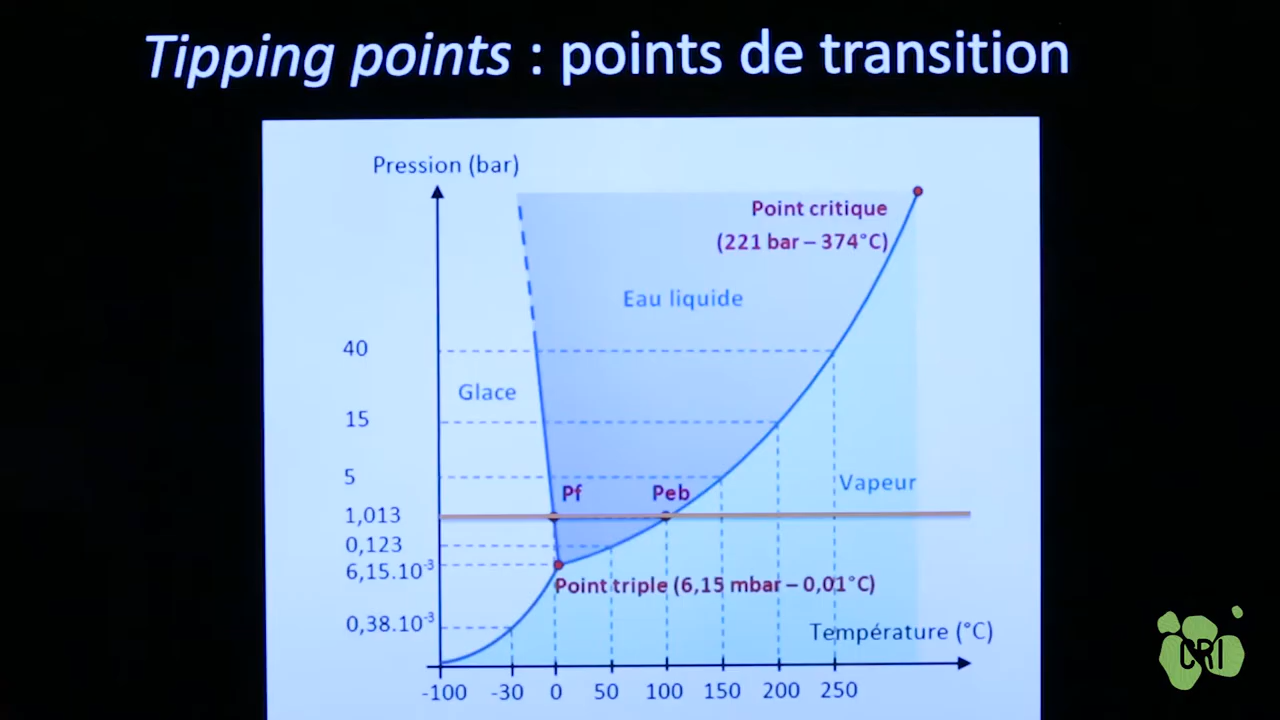 Tipping points : points de transition
Pression (bar)
Point critique
(221 bar – 374°C)
Eau liquide
40
Glace
15
5
Vapeur
Pf
Peb
1,013
0,123
6,15.10-3
Point triple (6,15 mbar – 0,01°C)
0,38.10-3
Température (°C)
-100 -30 0 50 100 150 200 250
CRI